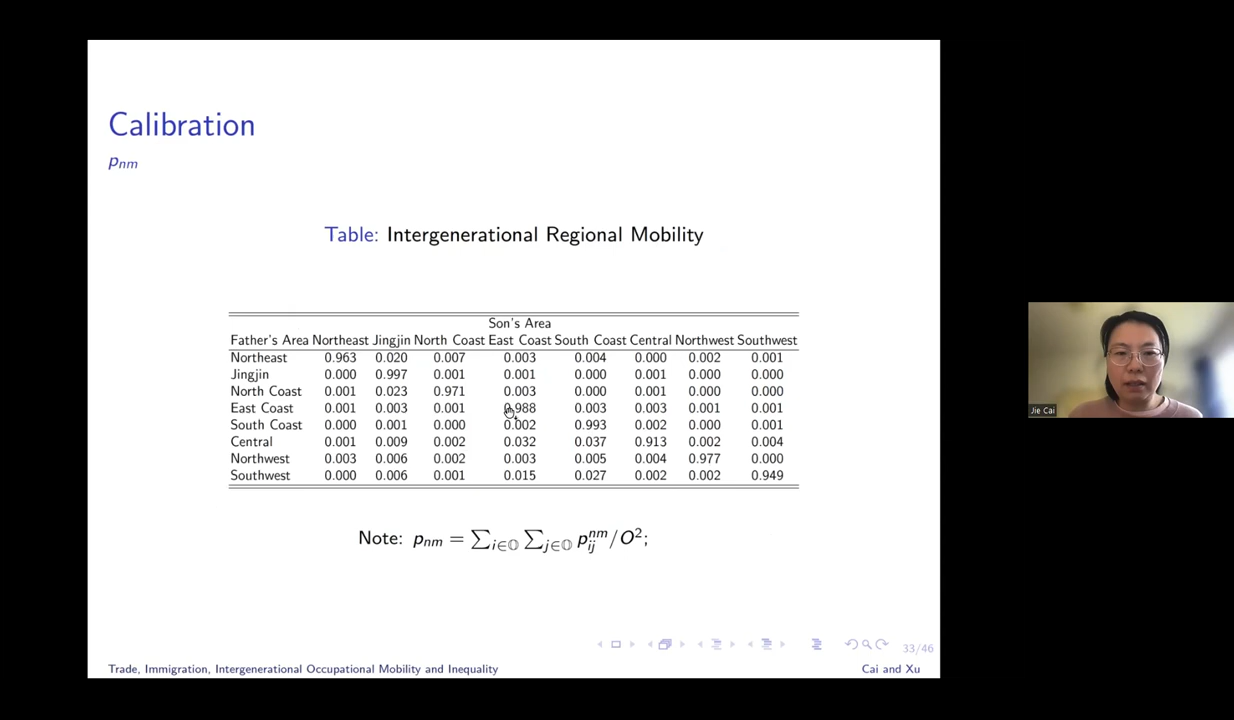 Calibration
pnm
Table: Intergenerational Regional Mobility
Son's Area
Father's Area Northeast Jingjin North Coast East Coast South Coast Central Northwest Southwest
Northeast 0.963 0.020 0.007 0.003 0.004 0.000 0.002 0.001
Jingjin 0.000 0.997 0.001 0.001 0.000 0.001 0.000 0.000
North Coast 0.001 0.023 0.971 0.003 0.000 0.001 0.000 0.000
East Coast 0.001 0.003 0.001 0.988 0.003 0.003 0.001 0.001
South Coast 0.000 0.001 0.000 0.002 0.993 0.002 0.000 0.001
Central 0.001 0.009 0.002 0.032 0.037 0.913 0.002 0.004
Northwest 0.003 0.006 0.002 0.003 0.005 0.004 0.977 0.000
Southwest 0.000 0.006 0.001 0.015 0.027 0.002 0.002 0.949
Note: pnm = ∑i∈𝕆 ∑j∈𝕆 pij^nm/O²;
33/46
Trade, Immigration, Intergenerational Occupational Mobility and Inequality Cai and Xu
Jie Cai